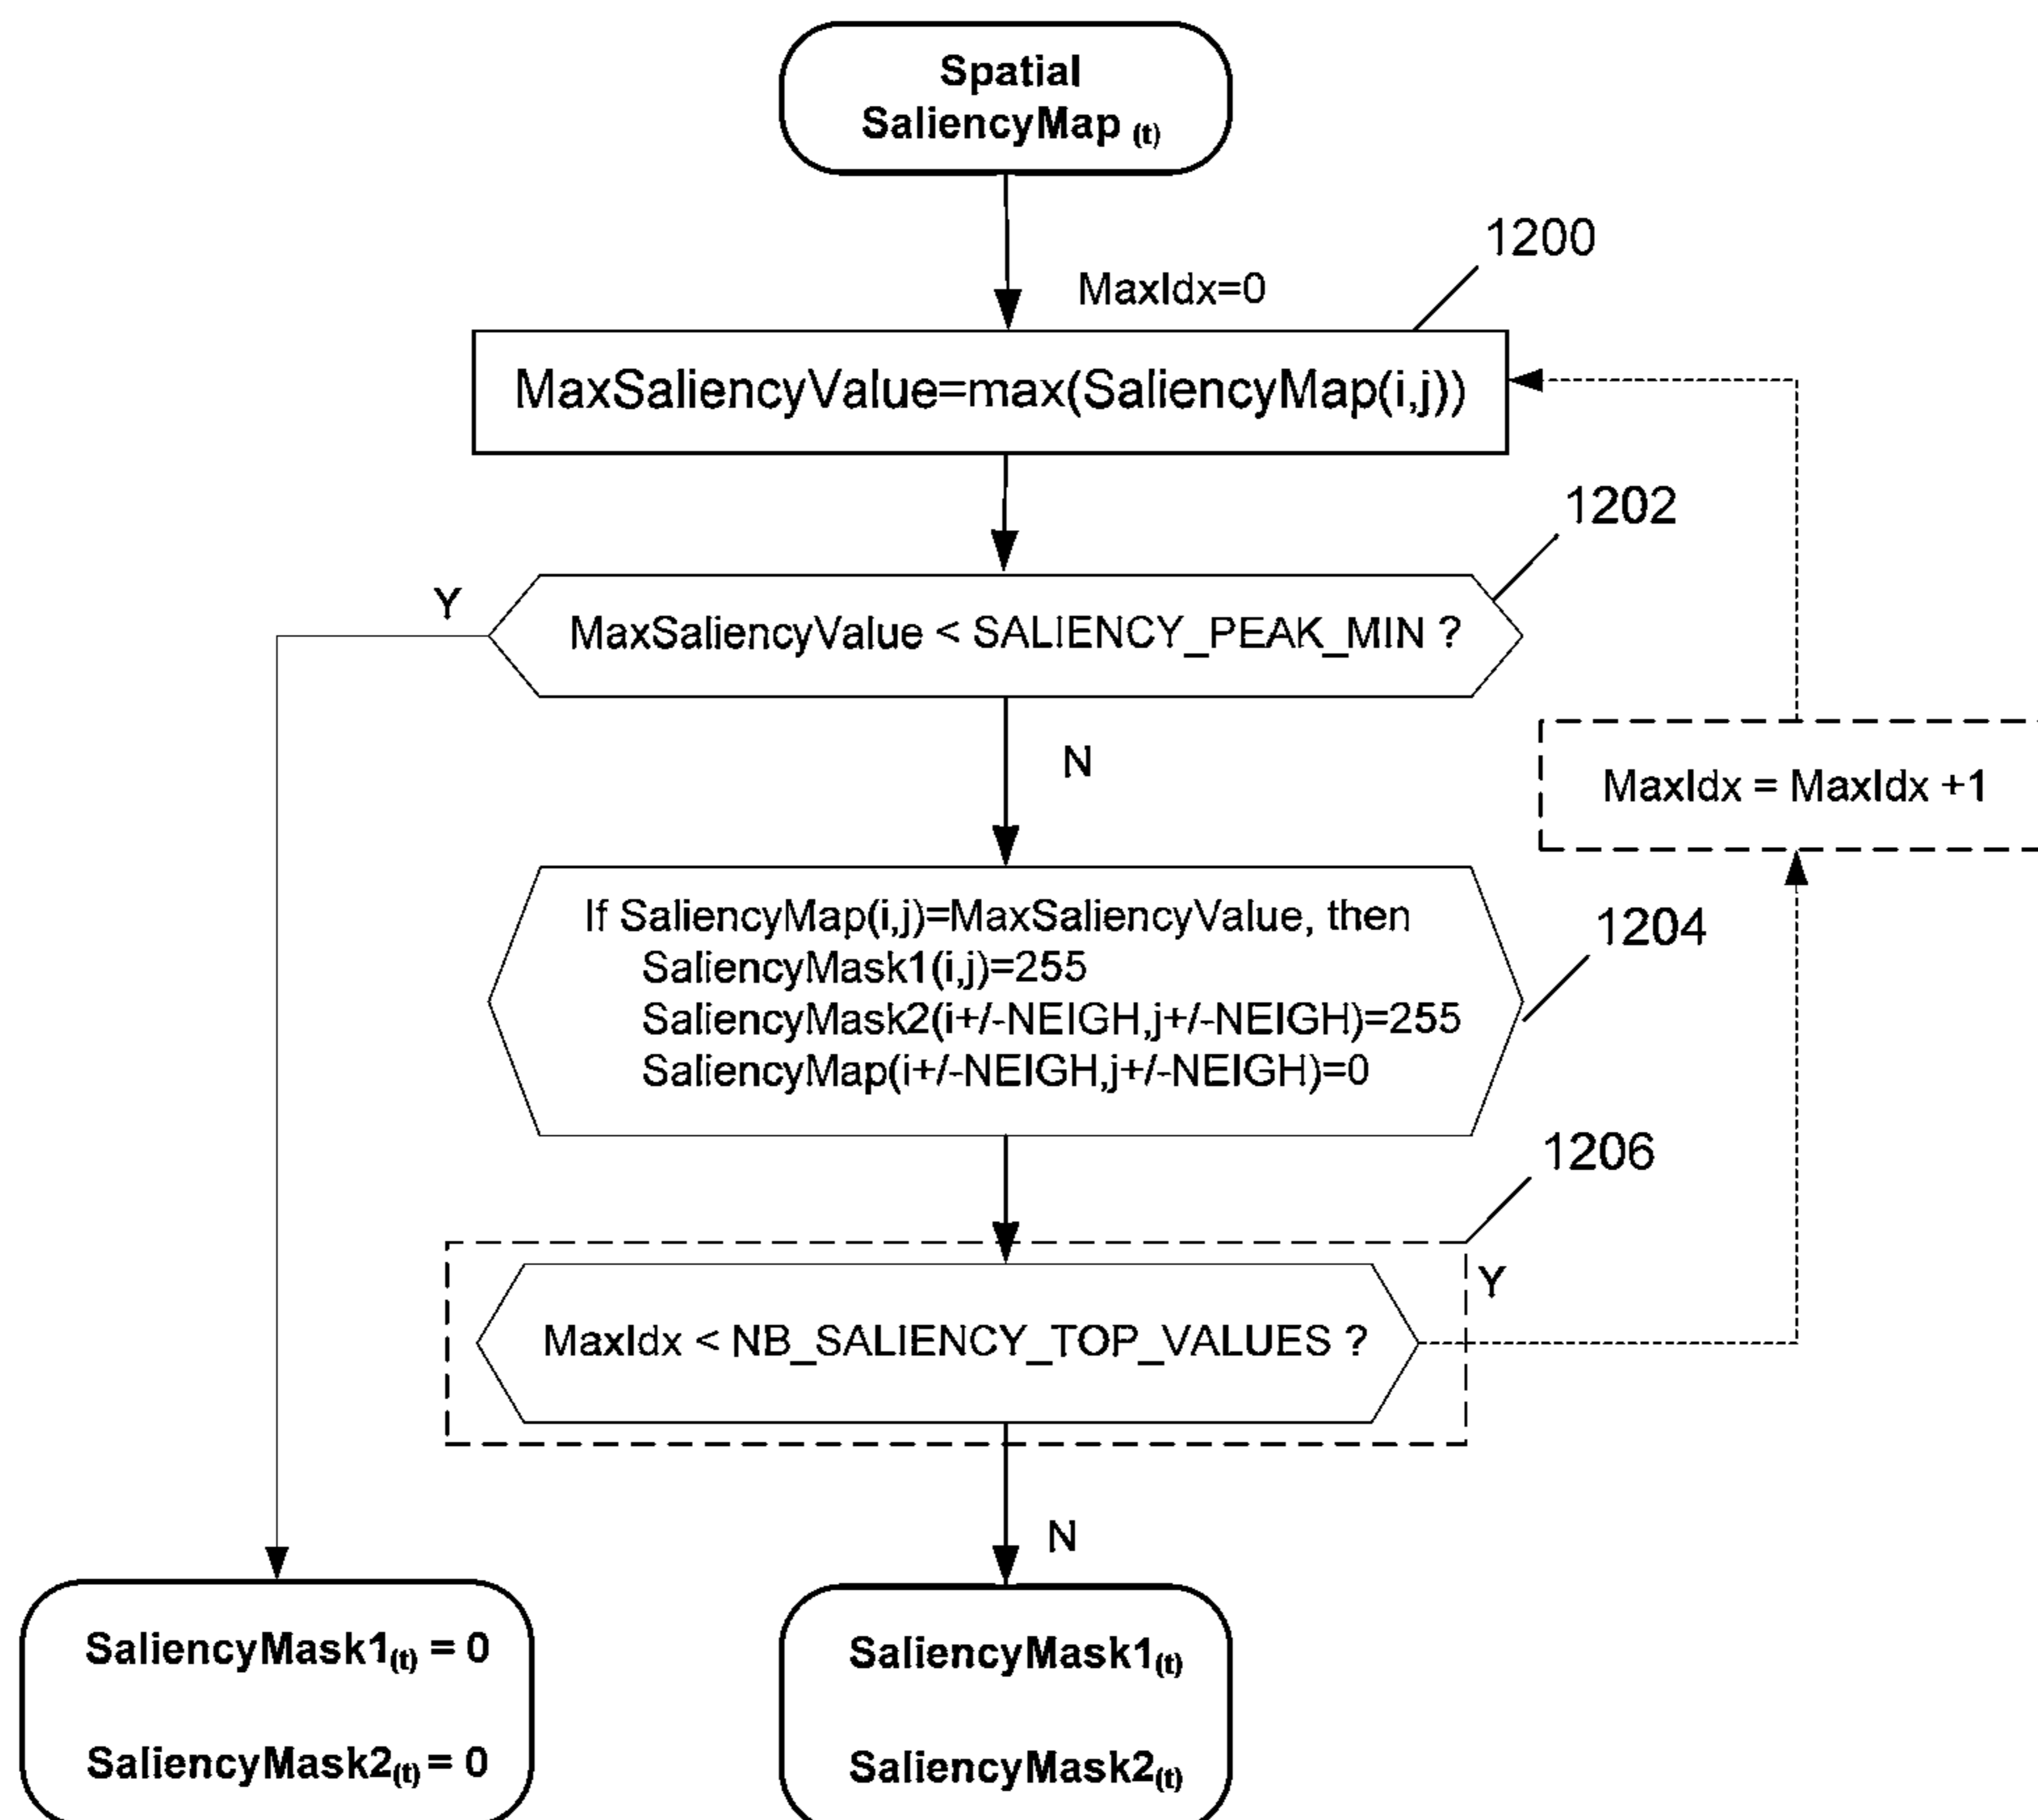 Spatial
SaliencyMap (t)
MaxIdx=0
1200
MaxSaliencyValue=max(SaliencyMap(i,j))
1202
Y
MaxSaliencyValue < SALIENCY_PEAK_MIN ?
N
MaxIdx = MaxIdx +1
If SaliencyMap(i,j)=MaxSaliencyValue, then
SaliencyMask1(i,j)=255
SaliencyMask2(i+/-NEIGH,j+/-NEIGH)=255
SaliencyMap(i+/-NEIGH,j+/-NEIGH)=0
1204
1206
Y
MaxIdx < NB_SALIENCY_TOP_VALUES ?
N
SaliencyMask1(t) = 0
SaliencyMask2(t) = 0
SaliencyMask1(t)
SaliencyMask2(t)